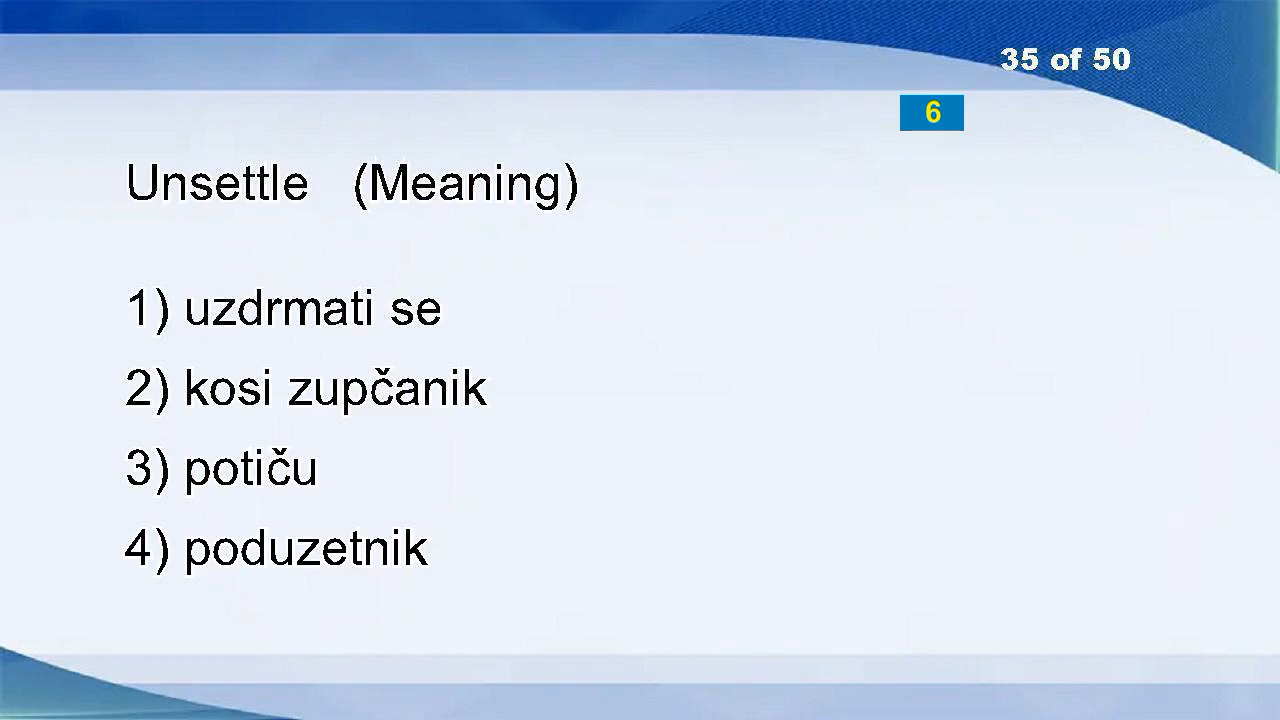 35 of 50
6
Unsettle (Meaning)
1) uzdrmati se
2) kosi zupčanik
3) potiču
4) poduzetnik